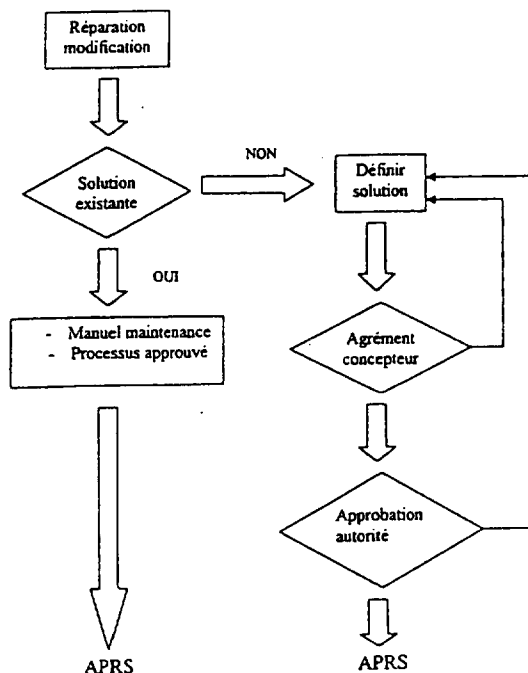 Réparation
modification
Solution
existante
NON
Définir
solution
OUI
- Manuel maintenance
- Processus approuvé
Agrément
concepteur
Approbation
autorité
APRS
APRS